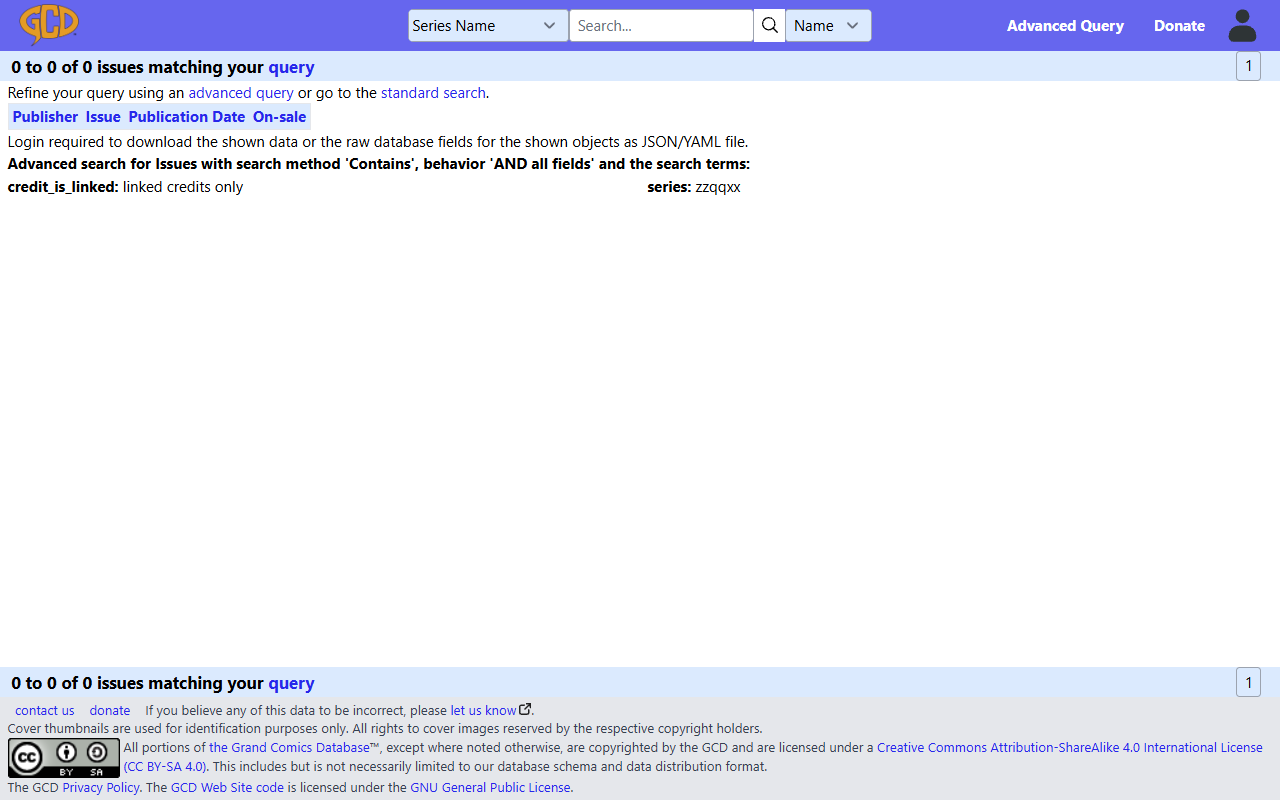 GCD Series Name Search... Name Advanced Query Donate
0 to 0 of 0 issues matching your query 1
Refine your query using an advanced query or go to the standard search.
Publisher Issue Publication Date On-sale
Login required to download the shown data or the raw database fields for the shown objects as JSON/YAML file.
Advanced search for Issues with search method 'Contains', behavior 'AND all fields' and the search terms:
credit_is_linked: linked credits only series: zzqqxx
0 to 0 of 0 issues matching your query 1
contact us donate If you believe any of this data to be incorrect, please let us know.
Cover thumbnails are used for identification purposes only. All rights to cover images reserved by the respective copyright holders.
cc BY SA All portions of the Grand Comics Database™, except where noted otherwise, are copyrighted by the GCD and are licensed under a Creative Commons Attribution-ShareAlike 4.0 International License
(CC BY-SA 4.0). This includes but is not necessarily limited to our database schema and data distribution format.
The GCD Privacy Policy. The GCD Web Site code is licensed under the GNU General Public License.